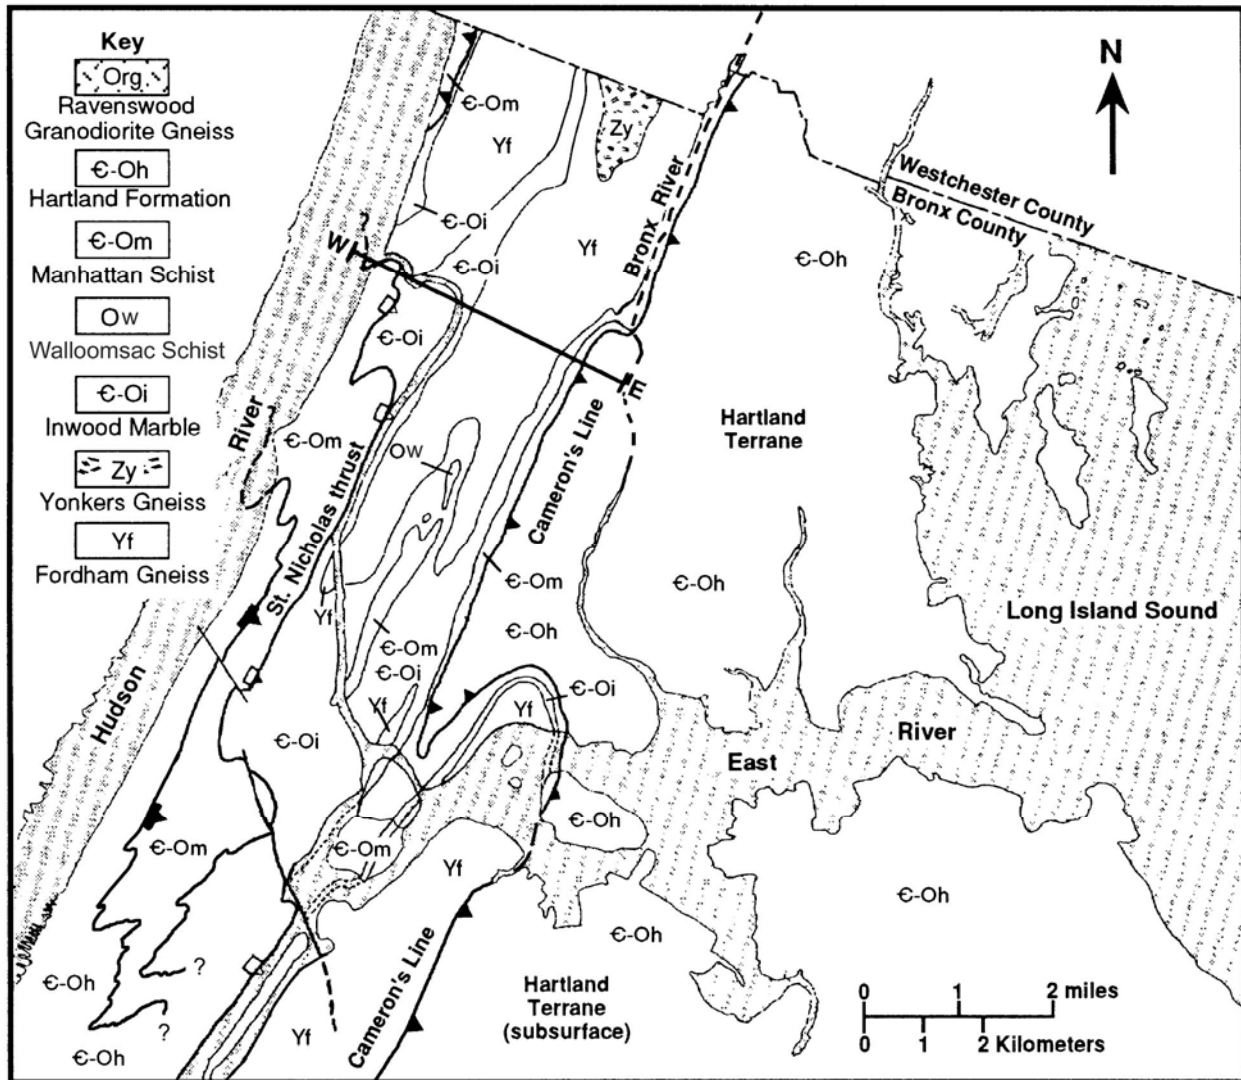 Key
Org
Ravenswood
Granodiorite Gneiss
Є-Oh
Hartland Formation
Є-Om
Manhattan Schist
Ow
Walloomsac Schist
Є-Oi
Inwood Marble
Zy
Yonkers Gneiss
Yf
Fordham Gneiss
N
Є-Om
Yf
Zy
Є-Oi
W
Є-Oi
Yf
Bronx River
Westchester County
Bronx County
Є-Oh
Є-Oi
E
Hartland
Terrane
River
Є-Om
Ow
Cameron's Line
St. Nicholas thrust
Є-Om
Є-Oh
Yf
Long Island Sound
Є-Oh
Є-Om
Є-Oi
Є-Oi
Hudson
Yf
Yf
Є-Oi
River
East
Є-Oh
Є-Om
Є-Om
Yf
Є-Oh
Є-Oh
Cameron's Line
?
Є-Oh
Hartland
Terrane
(subsurface)
0 1 2 miles
?
Yf
0 1 2 Kilometers
Є-Oh